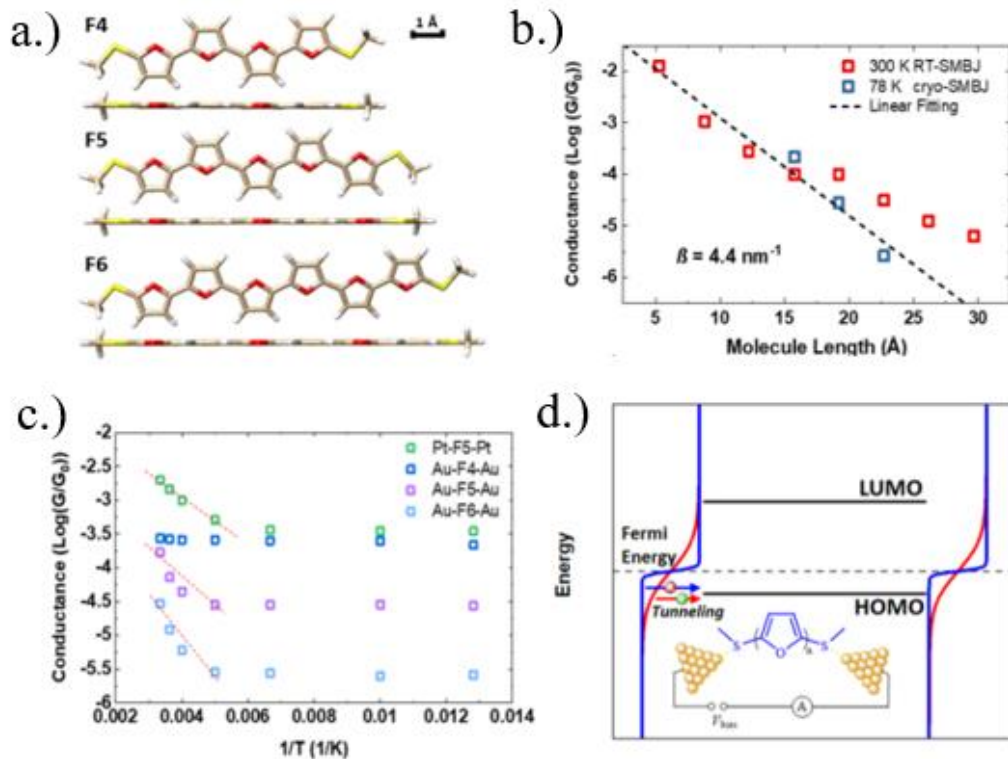 a.)
F4
1 Å
F5
F6
b.)
Conductance (Log (G/G₀))
-2
-3
-4
-5
-6
300 K RT-SMBJ
78 K cryo-SMBJ
Linear Fitting
ß = 4.4 nm⁻¹
5 10 15 20 25 30
Molecule Length (Å)
c.)
Conductance (Log(G/G₀))
-2
-2.5
-3
-3.5
-4
-4.5
-5
-5.5
-6
Pt-F5-Pt
Au-F4-Au
Au-F5-Au
Au-F6-Au
0.002 0.004 0.006 0.008 0.01 0.012 0.014
1/T (1/K)
d.)
Energy
LUMO
Fermi
Energy
HOMO
Tunneling
S
O
n
S
A
V bias